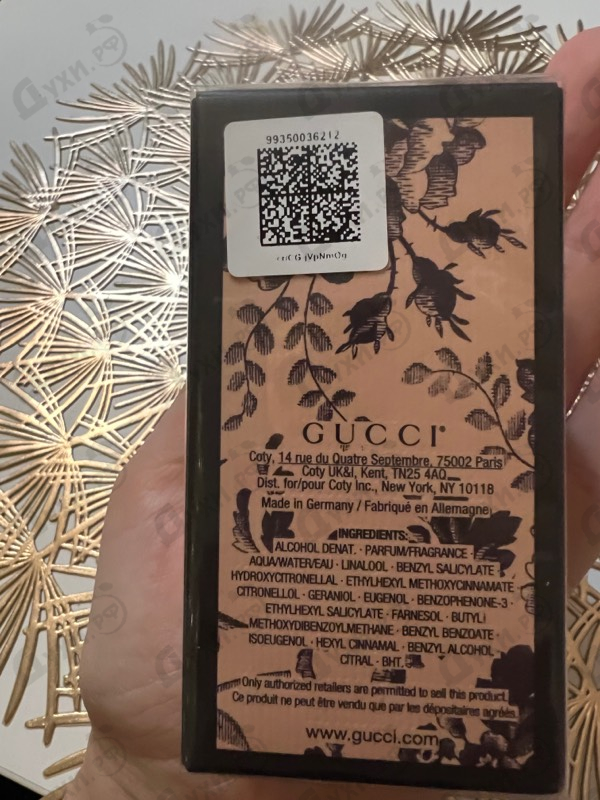 99350036212
GUCCI
Coty, 14 rue du Quatre Septembre, 75002 Paris
Coty UK&I, Kent, TN25 4AQ
Dist. for/pour Coty Inc., New York, NY 10118
Made in Germany / Fabriqué en Allemagne
INGREDIENTS:
ALCOHOL DENAT. · PARFUM/FRAGRANCE ·
AQUA/WATER/EAU · LINALOOL · BENZYL SALICYLATE ·
HYDROXYCITRONELLAL · ETHYLHEXYL METHOXYCINNAMATE
CITRONELLOL · GERANIOL · EUGENOL · BENZOPHENONE-3 ·
ETHYLHEXYL SALICYLATE · FARNESOL · BUTYL
METHOXYDIBENZOYLMETHANE · BENZYL BENZOATE ·
ISOEUGENOL · HEXYL CINNAMAL · BENZYL ALCOHOL ·
CITRAL · BHT.
Only authorized retailers are permitted to sell this product.
Ce produit ne peut être vendu que par les dépositaires agréés.
www.gucci.com
Духи.рф